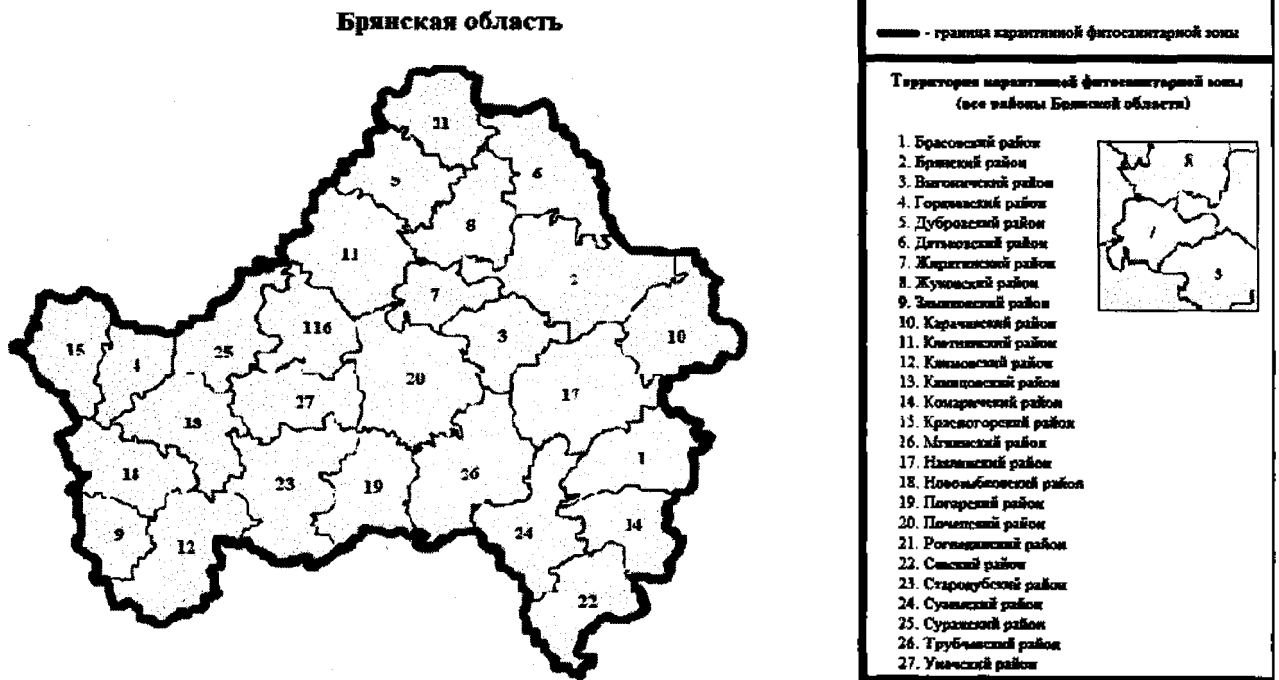 Брянская область
- граница карантинной фитосанитарной зоны
Территория карантинной фитосанитарной зоны
(все районы Брянской области)
1. Брасовский район
2. Брянский район
3. Выгоничский район
4. Гордеевский район
5. Дубровский район
6. Дятьковский район
7. Жирятинский район
8. Жуковский район
9. Злынковский район
10. Карачевский район
11. Клетнянский район
12. Климовский район
13. Клинцовский район
14. Комаричский район
15. Красногорский район
16. Мглинский район
17. Навлинский район
18. Новозыбковский район
19. Погарский район
20. Почепский район
21. Рогнединский район
22. Севский район
23. Стародубский район
24. Суземский район
25. Суражский район
26. Трубчевский район
27. Унечский район
21
5
6
8
11
2
7
116
3
10
15
4
25
20
27
17
13
1
18
23
19
26
9
12
24
14
22
8
7
3